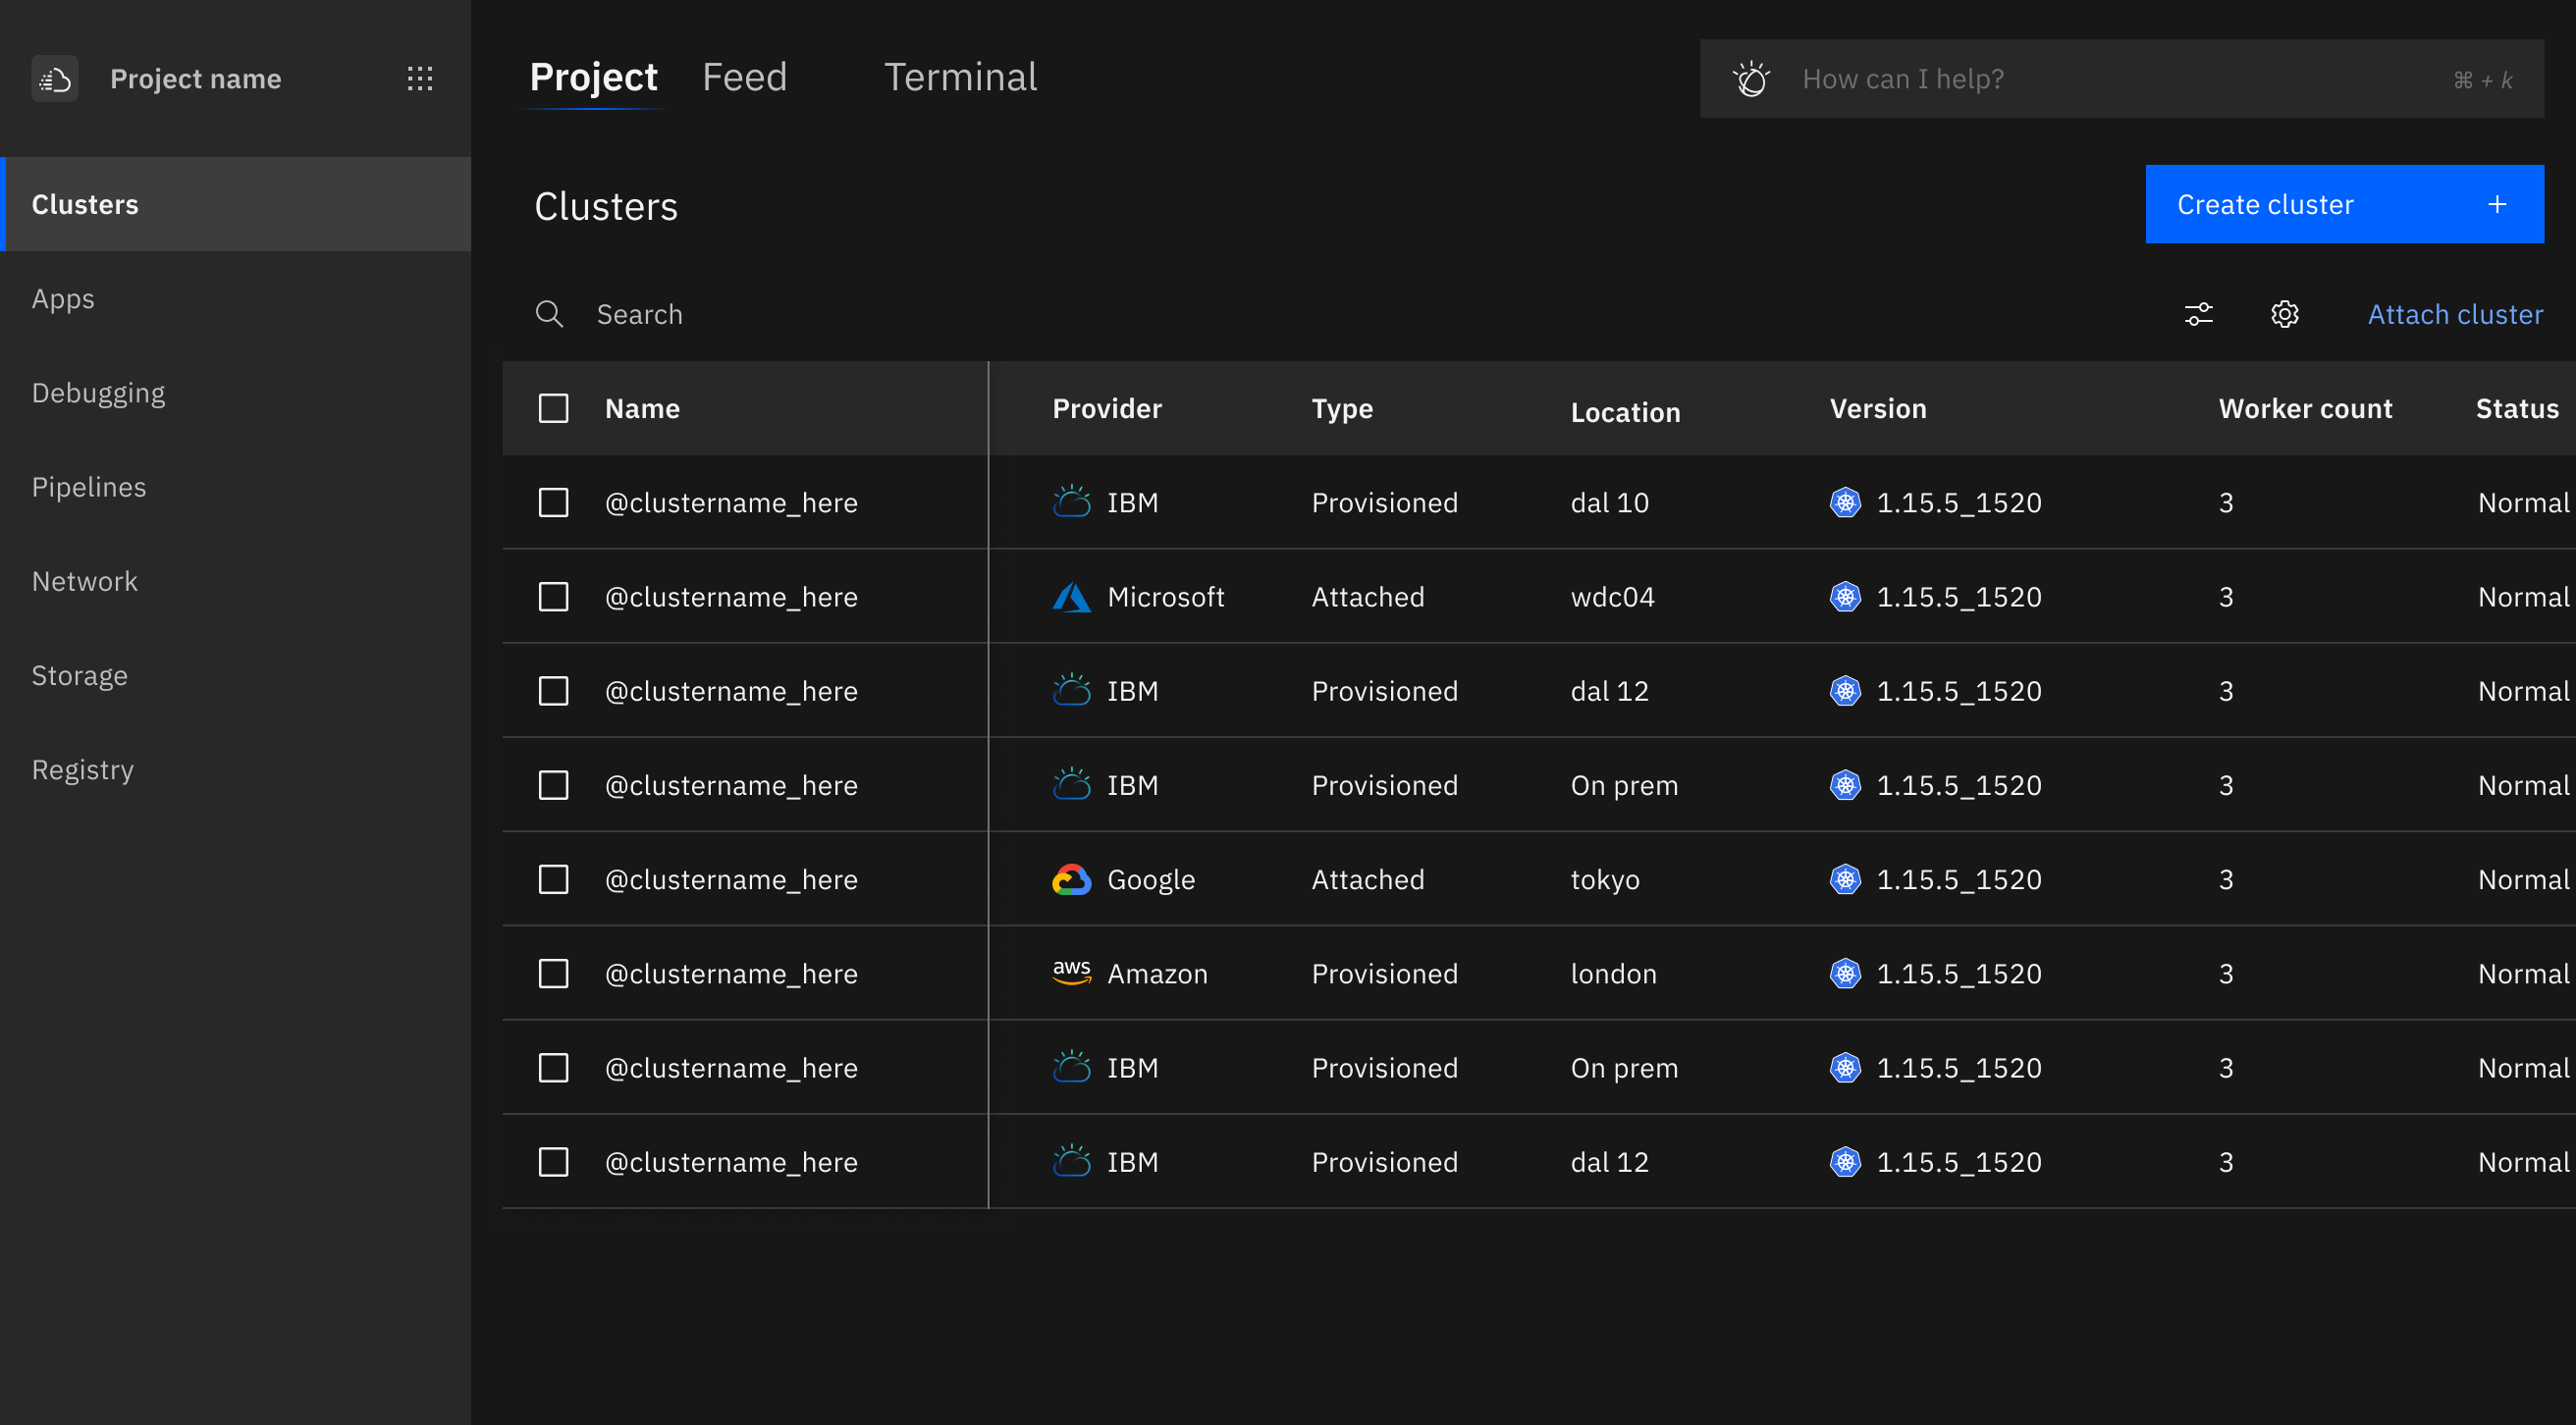 Project name
Project Feed Terminal
How can I help? ⌘ + k
Clusters
Apps
Debugging
Pipelines
Network
Storage
Registry
Clusters
Create cluster +
Search
Attach cluster
Name Provider Type Location Version Worker count Status
@clustername_here IBM Provisioned dal 10 1.15.5_1520 3 Normal
@clustername_here Microsoft Attached wdc04 1.15.5_1520 3 Normal
@clustername_here IBM Provisioned dal 12 1.15.5_1520 3 Normal
@clustername_here IBM Provisioned On prem 1.15.5_1520 3 Normal
@clustername_here Google Attached tokyo 1.15.5_1520 3 Normal
@clustername_here aws Amazon Provisioned london 1.15.5_1520 3 Normal
@clustername_here IBM Provisioned On prem 1.15.5_1520 3 Normal
@clustername_here IBM Provisioned dal 12 1.15.5_1520 3 Normal